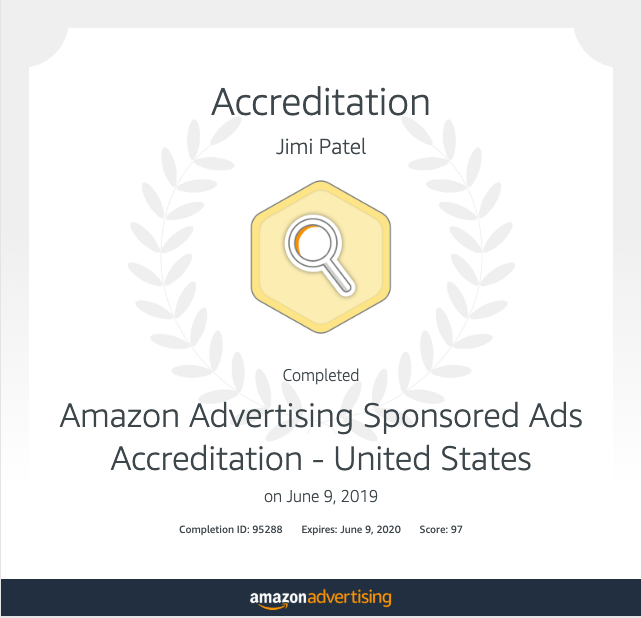 Accreditation
Jimi Patel
Completed
Amazon Advertising Sponsored Ads
Accreditation - United States
on June 9, 2019
Completion ID: 95288 Expires: June 9, 2020 Score: 97
amazonadvertising